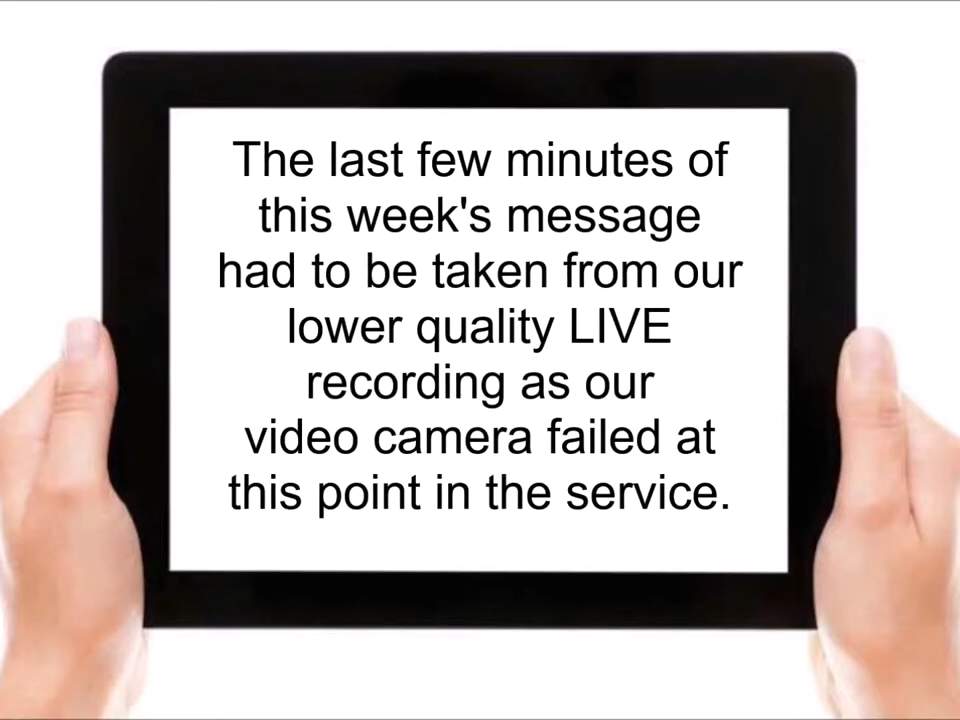 The last few minutes of
this week's message
had to be taken from our
lower quality LIVE
recording as our
video camera failed at
this point in the service.